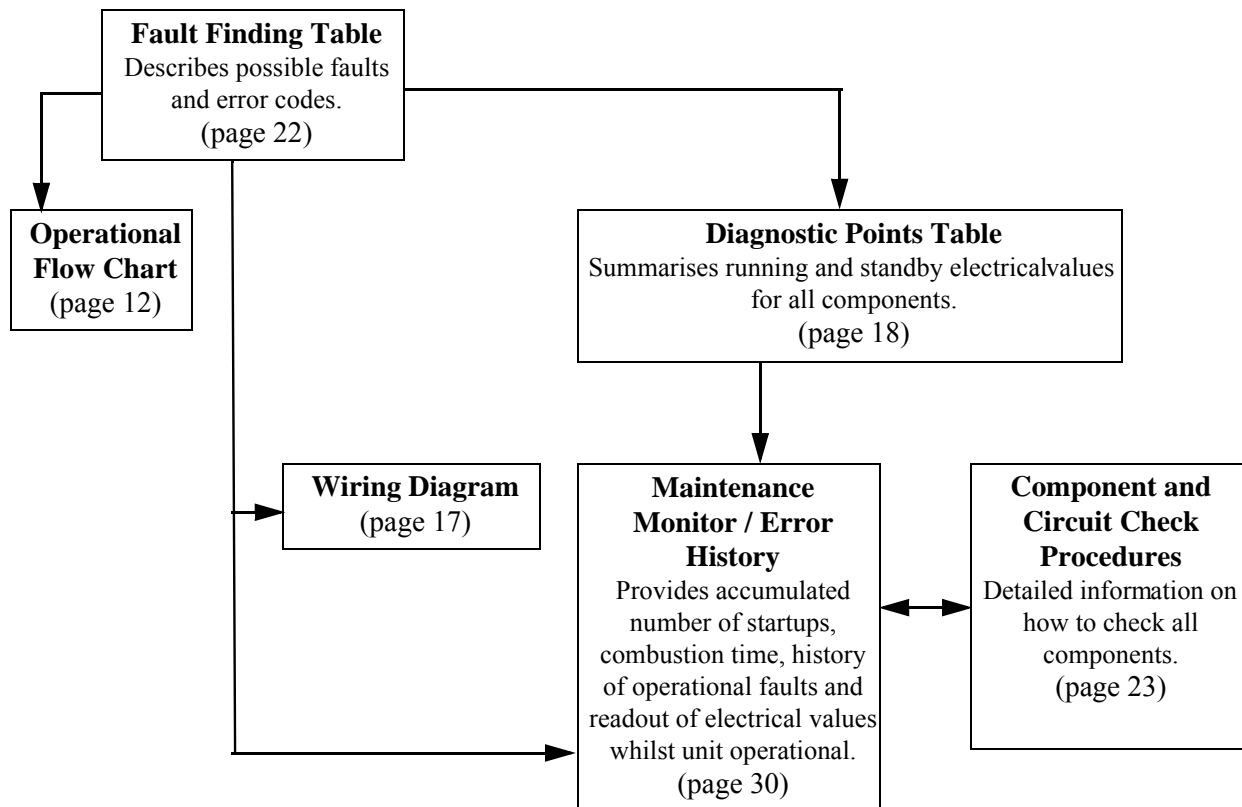 Fault Finding Table
Describes possible faults
and error codes.
(page 22)
Operational
Flow Chart
(page 12)
Diagnostic Points Table
Summarises running and standby electricalvalues
for all components.
(page 18)
Wiring Diagram
(page 17)
Maintenance
Monitor / Error
History
Provides accumulated
number of startups,
combustion time, history
of operational faults and
readout of electrical values
whilst unit operational.
(page 30)
Component and
Circuit Check
Procedures
Detailed information on
how to check all
components.
(page 23)